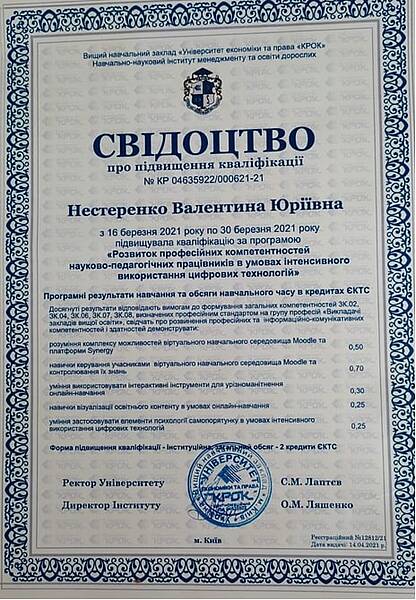 Вищий навчальний заклад «Університет економіки та права «КРОК»
Навчально-науковий інститут менеджменту та освіти дорослих
СВІДОЦТВО
про підвищення кваліфікації
№ КР 04635922/000621-21
Нестеренко Валентина Юріївна
з 16 березня 2021 року по 30 березня 2021 року
підвищувала кваліфікацію за програмою
«Розвиток професійних компетентностей
науково-педагогічних працівників в умовах інтенсивного
використання цифрових технологій»
Програмні результати навчання та обсяги навчального часу в кредитах ЄКТС
Досягнуті результати відповідають вимогам до формування загальних компетентностей ЗК.02,
ЗК.04, ЗК.06, ЗК.07, ЗК.08, визначених професійним стандартом на групу професій «Викладачі
закладів вищої освіти», свідчать про розвинення професійних та інформаційно-комунікативних
компетентностей і здатностей демонструвати:
розуміння комплексу можливостей віртуального навчального середовища Moodle та
платформи Synergy 0,50
навички керування учасниками віртуального навчального середовища Moodle та
контролювання їх знань 0,70
уміння використовувати інтерактивні інструменти для урізноманітнення
онлайн-навчання 0,30
навички візуалізації освітнього контенту в умовах онлайн-навчання 0,25
уміння застосовувати елементи психології самопорятунку в умовах інтенсивного
використання цифрових технологій 0,25
Форма підвищення кваліфікації - Інституційна обсяг - 2 кредити ЄКТС
Ректор Університету С.М. Лаптєв
Директор Інституту О.М. Ляшенко
УНІВЕРСИТЕТ
ЕКОНОМІКИ ТА ПРАВА
КРОК
м. Київ
Реєстраційний №12812/21
Дата видачі: 14.04.2021 р.